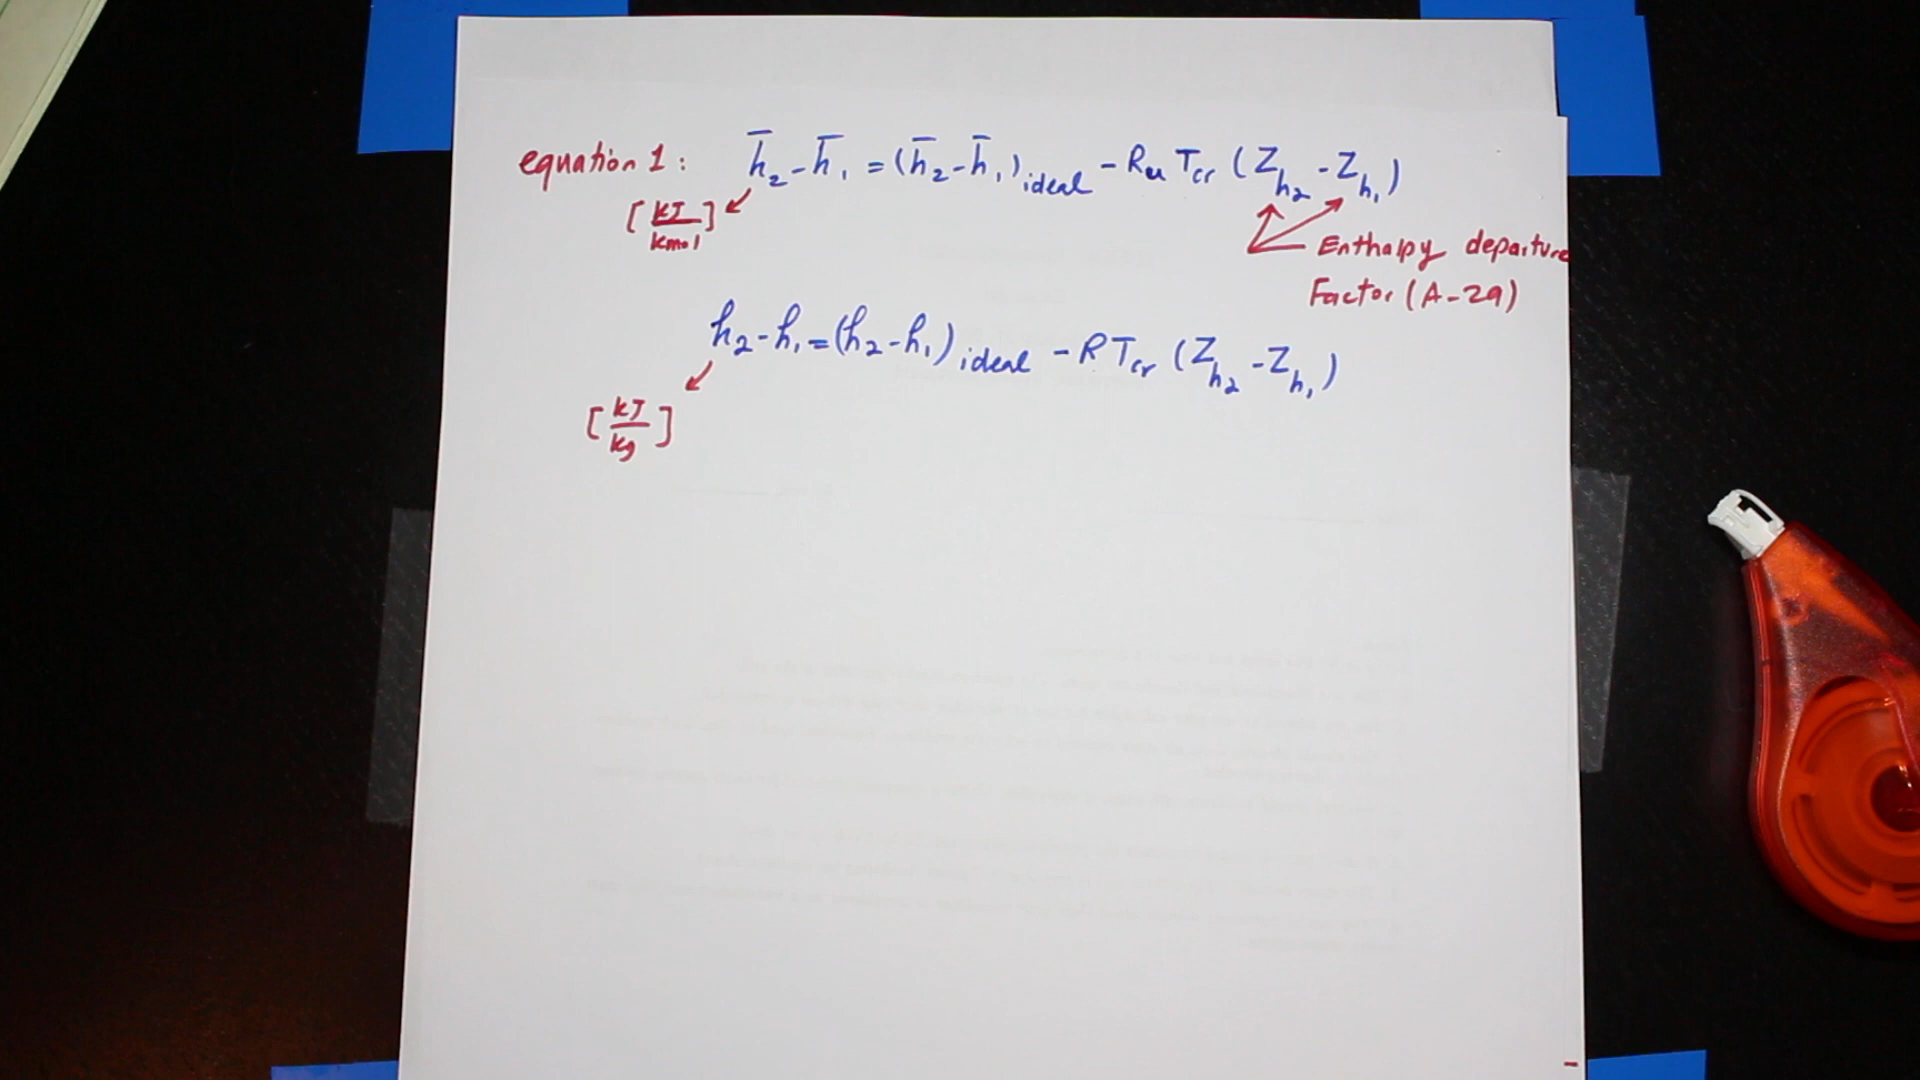 equation 1: h̄₂-h̄₁ = (h̄₂-h̄₁)ideal - Ru Tcr (Zh₂ - Zh₁)
[kJ/kmol]
Enthalpy departure
Factor (A-29)
h₂-h₁ = (h₂-h₁)ideal - R Tcr (Zh₂ - Zh₁)
[kJ/kg]